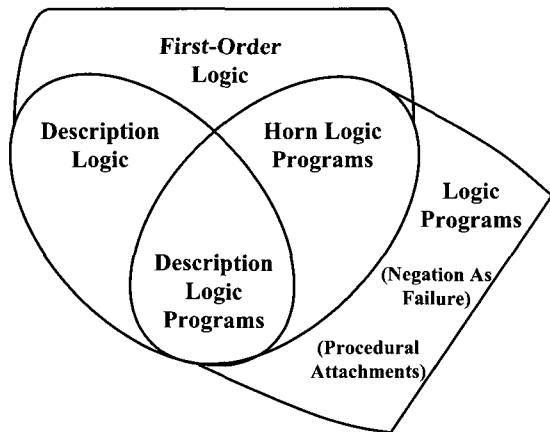 First-Order
Logic
Description
Logic
Horn Logic
Programs
Logic
Programs
(Negation As
Failure)
Description
Logic
Programs
(Procedural
Attachments)